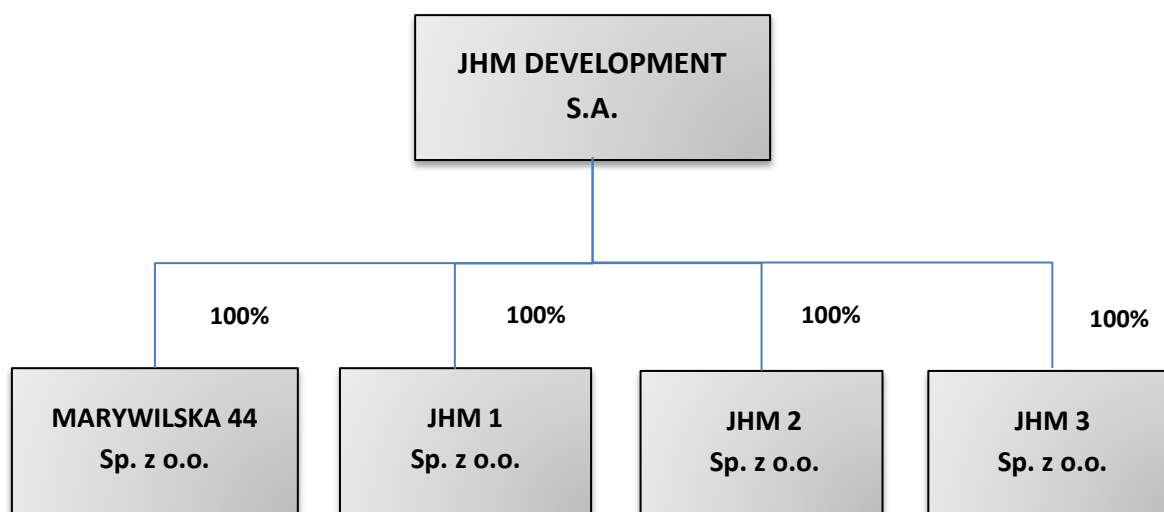 JHM DEVELOPMENT
S.A.
100%
100%
100%
100%
MARYWILSKA 44
Sp. z o.o.
JHM 1
Sp. z o.o.
JHM 2
Sp. z o.o.
JHM 3
Sp. z o.o.